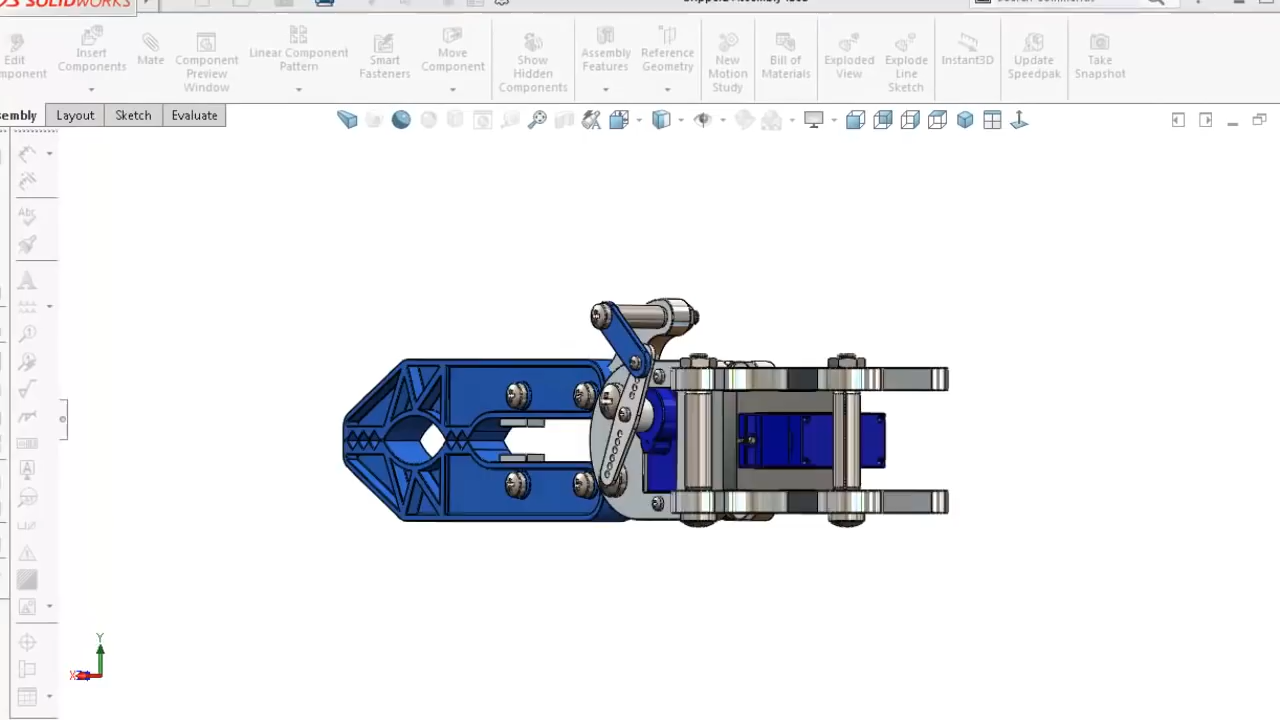 SOLIDWORKS
Edit Insert Mate Component Linear Component Smart Move Show Assembly Reference New Bill of Exploded Explode Instant3D Update Take
Components Preview Pattern Fasteners Component Hidden Features Geometry Motion Materials View Line Speedpak Snapshot
Window Components Study Sketch
Layout Sketch Evaluate
Abc
A
Y
X